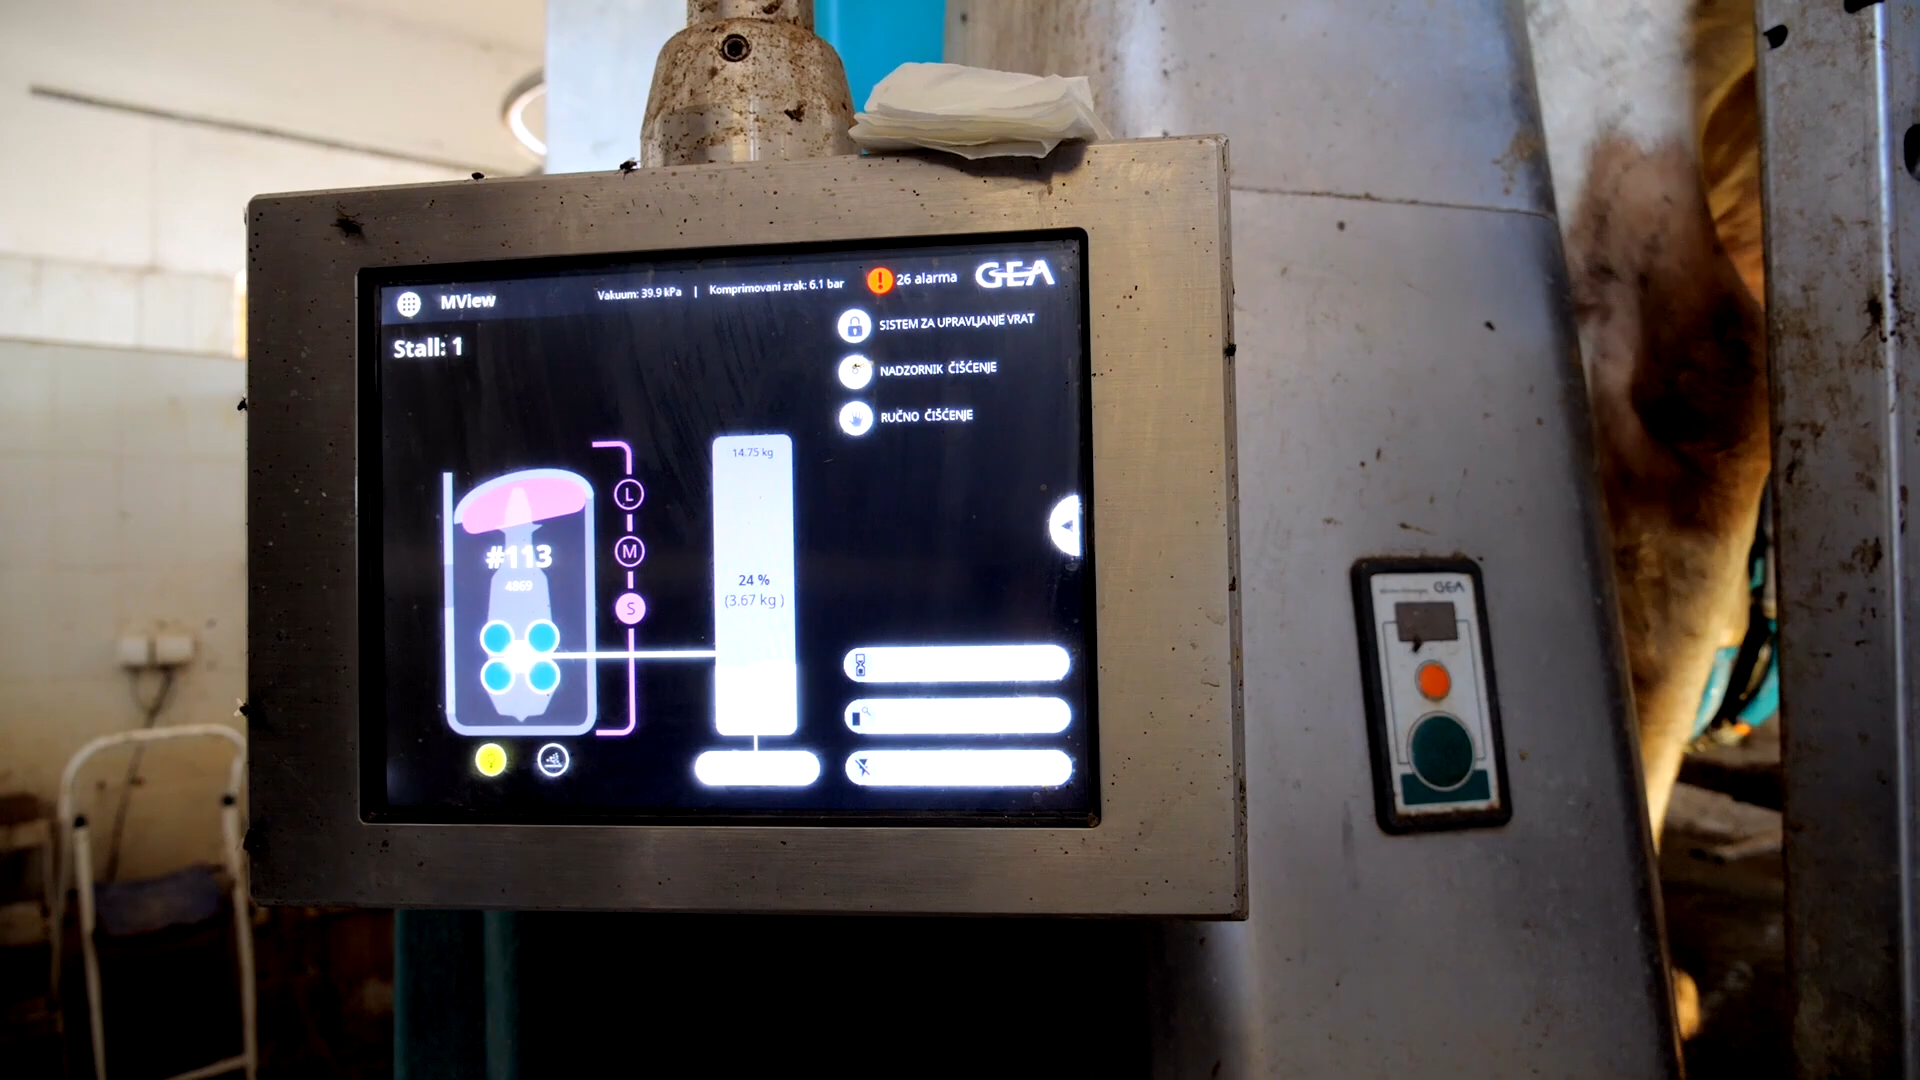 MView
Vakuum: 39.9 kPa | Komprimovani zrak: 6.1 bar
26 alarma
GEA
Stall: 1
SISTEM ZA UPRAVLJANJE VRAT
NADZORNIK ČIŠĆENJE
RUČNO ČIŠĆENJE
14.75 kg
L
M
S
#113
4869
24 %
(3.67 kg )
GEA